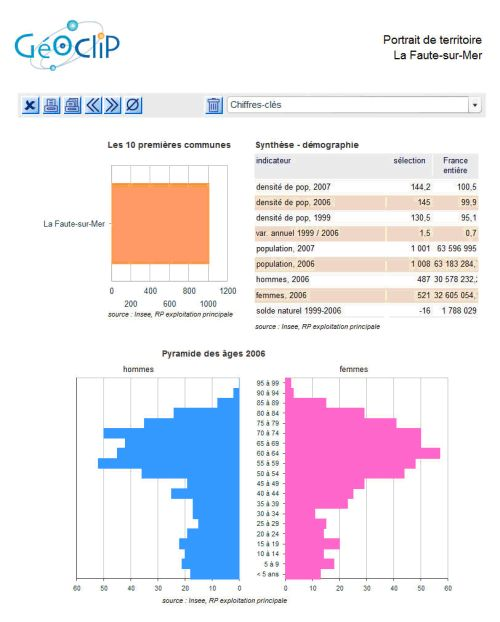 GéOcliP
Portrait de territoire
La Faute-sur-Mer
Chiffres-clés
Les 10 premières communes
La Faute-sur-Mer
0 400 800 1200
200 600 1000
source : Insee, RP exploitation principale
Synthèse - démographie
indicateur sélection France entière
densité de pop, 2007 144,2 100,5
densité de pop, 2006 145 99,9
densité de pop, 1999 130,5 95,1
var. annuel 1999 / 2006 1.5 0,7
population, 2007 1 001 63 596 995
population, 2006 1 008 63 183 284,
hommes, 2006 487 30 578 232,
femmes, 2006 521 32 605 054,
solde naturel 1999-2006 -16 1 788 029
source : Insee, RP exploitation principale
Pyramide des âges 2006
hommes femmes
95 à 99
90 à 94
85 à 89
80 à 84
75 à 79
70 à 74
65 à 69
60 à 64
55 à 59
50 à 54
45 à 49
40 à 44
35 à 39
30 à 34
25 à 29
20 à 24
15 à 19
10 à 14
5 à 9
< 5 ans
60 50 40 30 20 10 0 0 10 20 30 40 50 60
source : Insee, RP exploitation principale